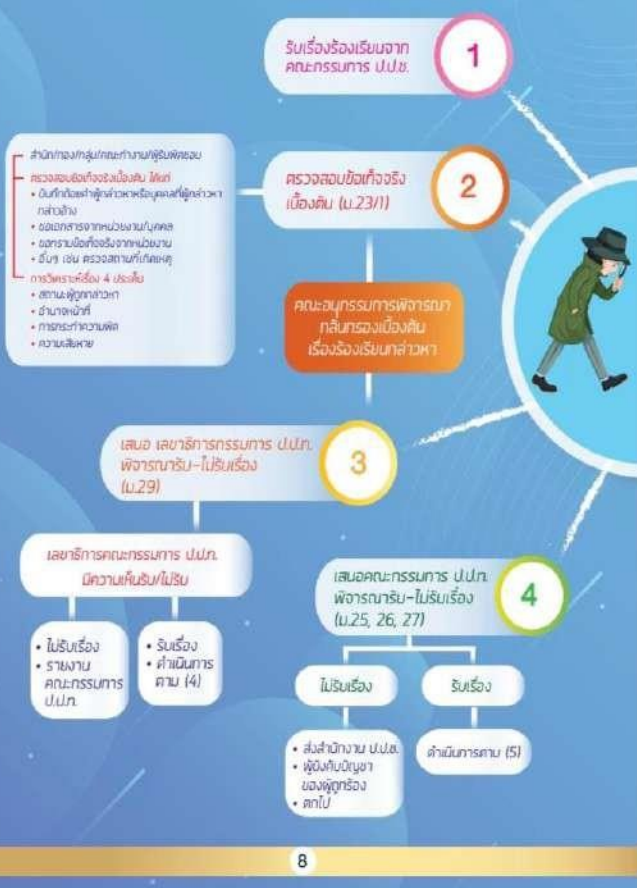 รับเรื่องร้องเรียนจาก
คณะกรรมการ ป.ป.ช.
1
สำนัก/กอง/กลุ่ม/คณะทำงาน/ผู้รับผิดชอบ
ตรวจสอบข้อเท็จจริงเบื้องต้น ได้แก่
• บันทึกถ้อยคำผู้กล่าวหาหรือบุคคลที่ผู้กล่าวหา
กล่าวอ้าง
• ขอเอกสารจากหน่วยงาน/บุคคล
• ขอทราบข้อเท็จจริงจากหน่วยงาน
• อื่นๆ เช่น ตรวจสถานที่เกิดเหตุ
การวิเคราะห์เรื่อง 4 ประเด็น
• สถานะผู้ถูกกล่าวหา
• อำนาจหน้าที่
• การกระทำความผิด
• ความเสียหาย
ตรวจสอบข้อเท็จจริง
เบื้องต้น (ม.23/1)
2
คณะอนุกรรมการพิจารณา
กลั่นกรองเบื้องต้น
เรื่องร้องเรียนกล่าวหา
เสนอ เลขาธิการกรรมการ ป.ป.ท.
พิจารณารับ-ไม่รับเรื่อง
(ม.29)
3
เลขาธิการคณะกรรมการ ป.ป.ท.
มีความเห็นรับ/ไม่รับ
• ไม่รับเรื่อง
• รายงาน
คณะกรรมการ
ป.ป.ท.
• รับเรื่อง
• ดำเนินการ
ตาม (4)
เสนอคณะกรรมการ ป.ป.ท.
พิจารณารับ-ไม่รับเรื่อง
(ม.25, 26, 27)
4
ไม่รับเรื่อง
รับเรื่อง
• ส่งสำนักงาน ป.ป.ช.
• ผู้บังคับบัญชา
ของผู้ถูกร้อง
• ตกไป
ดำเนินการตาม (5)
8